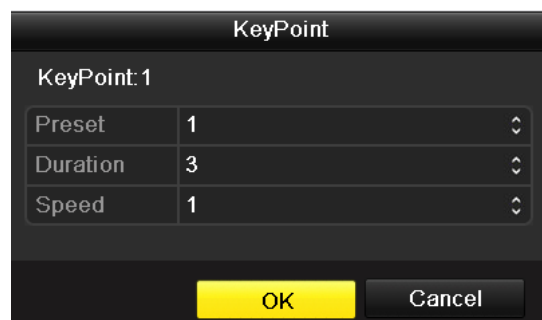 KeyPoint
KeyPoint:1
Preset 1
Duration 3
Speed 1
OK Cancel